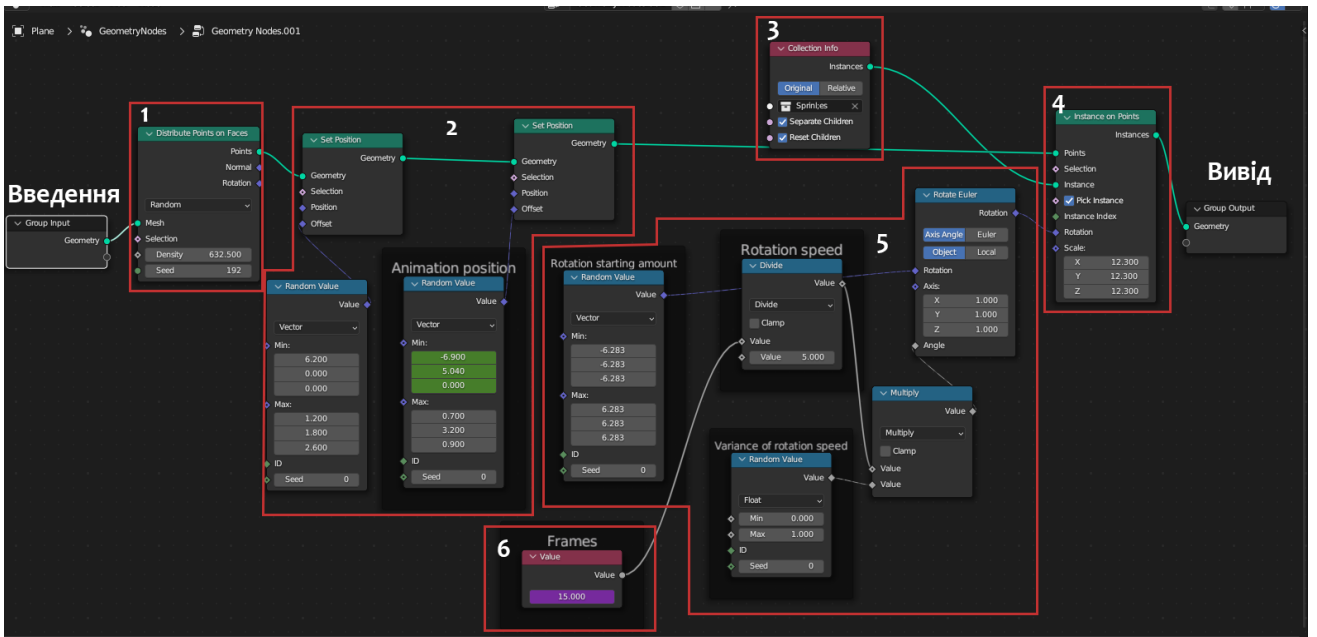 Plane > GeometryNodes > Geometry Nodes.001
Введення
Group Input
Geometry
1
Distribute Points on Faces
Points
Normal
Rotation
Random
Mesh
Selection
Density 632.500
Seed 192
2
Set Position
Geometry
Geometry
Selection
Position
Offset
Set Position
Geometry
Geometry
Selection
Position
Offset
Random Value
Value
Vector
Min:
6.200
0.000
0.000
Max:
1.200
1.800
2.600
ID
Seed 0
Animation position
Random Value
Value
Vector
Min:
-6.900
5.040
0.000
Max:
0.700
3.200
0.900
ID
Seed 0
3
Collection Info
Instances
Original Relative
Sprinl;es
Separate Children
Reset Children
4
Instance on Points
Instances
Points
Selection
Instance
Pick Instance
Instance Index
Rotation
Scale:
X 12.300
Y 12.300
Z 12.300
Вивід
Group Output
Geometry
5
Rotation starting amount
Random Value
Value
Vector
Min:
-6.283
-6.283
-6.283
Max:
6.283
6.283
6.283
ID
Seed 0
Rotation speed
Divide
Value
Divide
Clamp
Value
Value 5.000
Rotate Euler
Rotation
Axis Angle Euler
Object Local
Rotation
Axis:
X 1.000
Y 1.000
Z 1.000
Angle
Multiply
Value
Multiply
Clamp
Value
Value
Variance of rotation speed
Random Value
Value
Float
Min 0.000
Max 1.000
ID
Seed 0
6
Frames
Value
Value
15.000